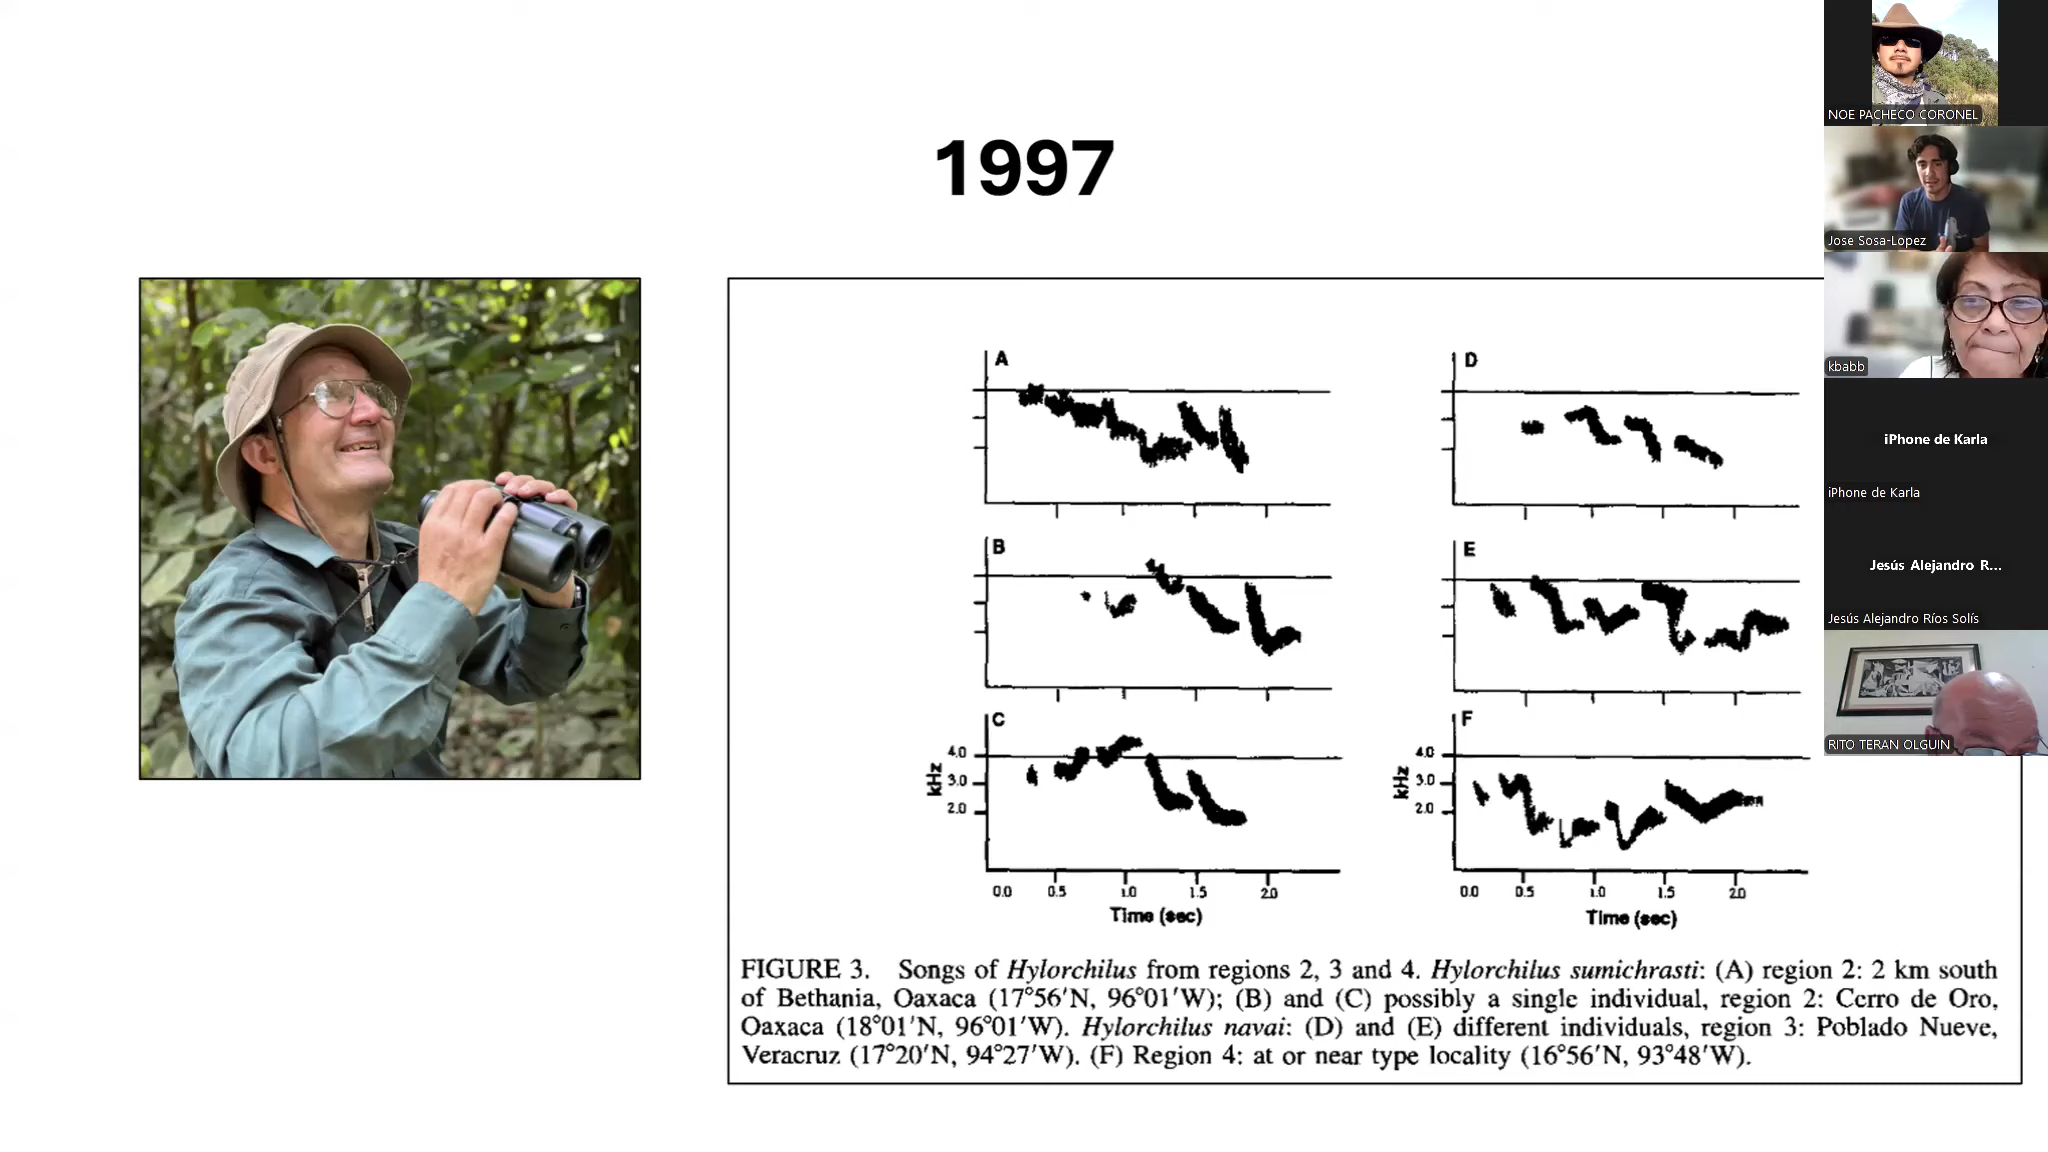 1997
A
D
B
E
C
F
kHz
4.0
3.0
2.0
kHz
4.0
3.0
2.0
0.0 0.5 1.0 1.5 2.0
0.0 0.5 1.0 1.5 2.0
Time (sec)
Time (sec)
FIGURE 3. Songs of Hylorchilus from regions 2, 3 and 4. Hylorchilus sumichrasti: (A) region 2: 2 km south
of Bethania, Oaxaca (17°56′N, 96°01′W); (B) and (C) possibly a single individual, region 2: Cerro de Oro,
Oaxaca (18°01′N, 96°01′W). Hylorchilus navai: (D) and (E) different individuals, region 3: Poblado Nueve,
Veracruz (17°20′N, 94°27′W). (F) Region 4: at or near type locality (16°56′N, 93°48′W).
NOE PACHECO CORONEL
Jose Sosa-Lopez
kbabb
iPhone de Karla
iPhone de Karla
Jesús Alejandro R...
Jesús Alejandro Ríos Solís
RITO TERAN OLGUIN